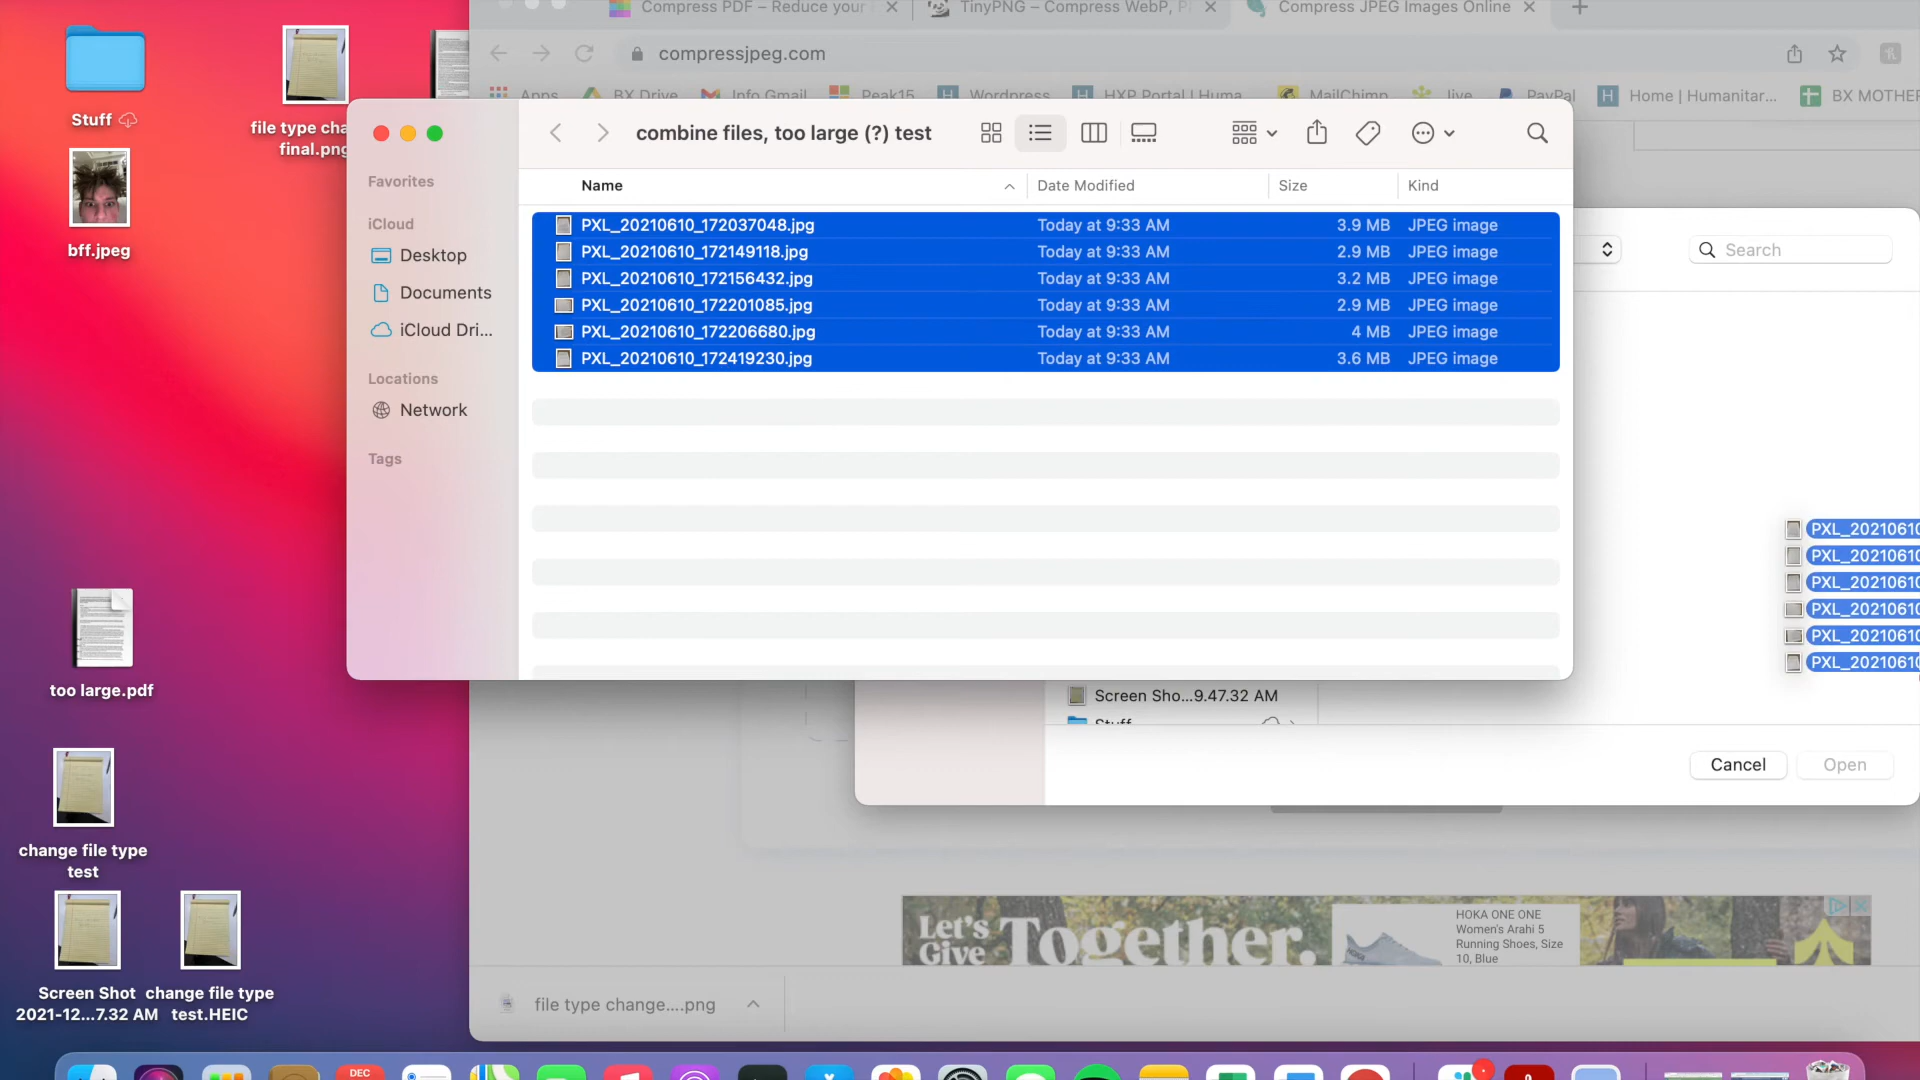 Compress PDF – Reduce your
TinyPNG – Compress WebP, P
Compress JPEG Images Online
compressjpeg.com
Apps
BX Drive
Info Gmail
Peak15
Wordpress
HXP Portal | Huma
MailChimp
live
PayPal
Home | Humanitar...
BX MOTHER
Stuff
file type cha
final.png
bff.jpeg
too large.pdf
change file type
test
Screen Shot
2021-12...7.32 AM
change file type
test.HEIC
combine files, too large (?) test
Favorites
iCloud
Desktop
Documents
iCloud Dri...
Locations
Network
Tags
Name Date Modified Size Kind
PXL_20210610_172037048.jpg Today at 9:33 AM 3.9 MB JPEG image
PXL_20210610_172149118.jpg Today at 9:33 AM 2.9 MB JPEG image
PXL_20210610_172156432.jpg Today at 9:33 AM 3.2 MB JPEG image
PXL_20210610_172201085.jpg Today at 9:33 AM 2.9 MB JPEG image
PXL_20210610_172206680.jpg Today at 9:33 AM 4 MB JPEG image
PXL_20210610_172419230.jpg Today at 9:33 AM 3.6 MB JPEG image
Search
PXL_20210610
PXL_20210610
PXL_20210610
PXL_20210610
PXL_20210610
PXL_20210610
Screen Sho...9.47.32 AM
Stuff
Cancel
Open
Let's
Give
Together.
HOKA ONE ONE
Women's Arahi 5
Running Shoes, Size
10, Blue
file type change....png
DEC